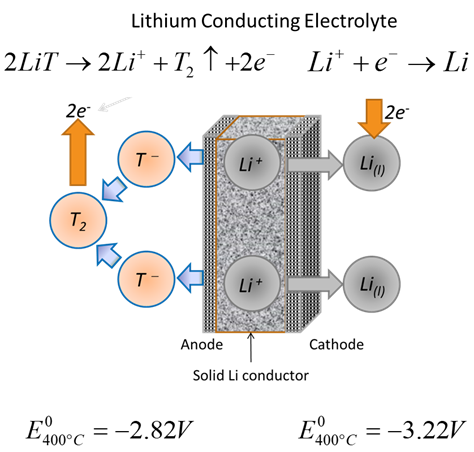 Lithium Conducting Electrolyte
2LiT → 2Li⁺ + T₂ ↑ +2e⁻ Li⁺ + e⁻ → Li
2e⁻ 2e⁻
T⁻ Li⁺ Li(l)
T₂
T⁻ Li⁺ Li(l)
Anode Cathode
Solid Li conductor
E⁰₄₀₀°C = −2.82V E⁰₄₀₀°C = −3.22V